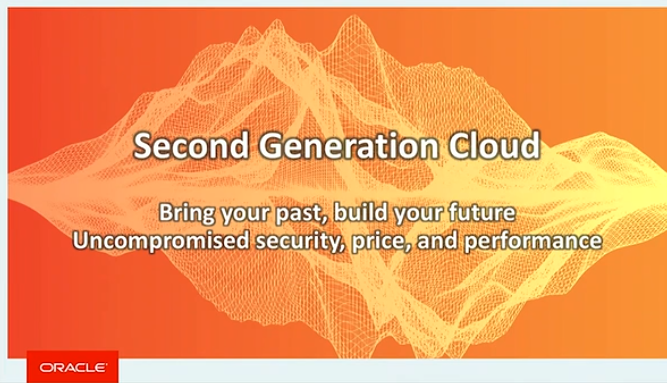 Second Generation Cloud
Bring your past, build your future
Uncompromised security, price, and performance
ORACLE